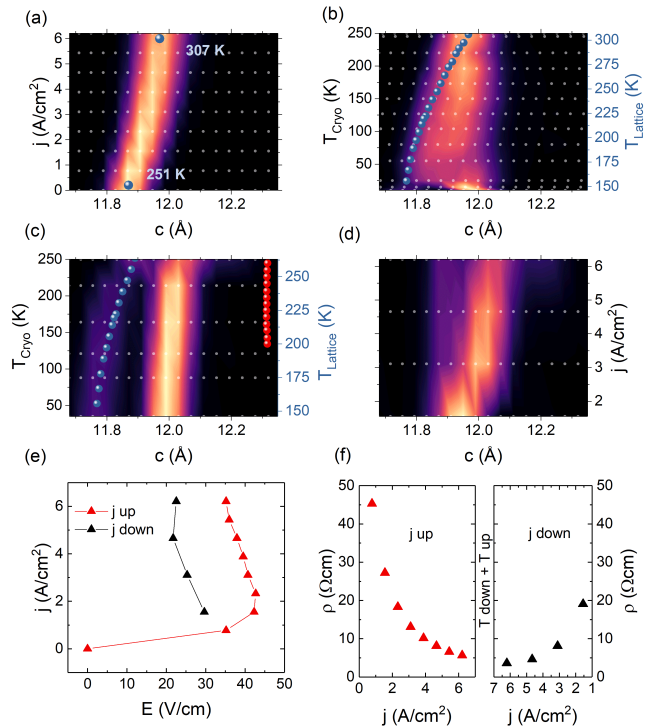 (a)
(b)
6
5
4
3
2
1
0
j (A/cm²)
307 K
251 K
11.8
12.0
12.2
c (Å)
250
200
150
100
50
T_Cryo (K)
300
275
250
225
200
175
150
T_Lattice (K)
11.8
12.0
12.2
c (Å)
(c)
(d)
250
200
150
100
50
T_Cryo (K)
250
225
200
175
150
T_Lattice (K)
11.8
12.0
12.2
c (Å)
6
5
4
3
2
j (A/cm²)
11.8
12.0
12.2
c (Å)
(e)
(f)
6
4
2
0
j (A/cm²)
j up
j down
0
10
20
30
40
50
E (V/cm)
50
45
40
35
30
25
20
15
10
5
0
ρ (Ωcm)
j up
0
2
4
6
j (A/cm²)
T down + T up
j down
50
40
30
20
10
0
ρ (Ωcm)
7
6
5
4
3
2
1
j (A/cm²)